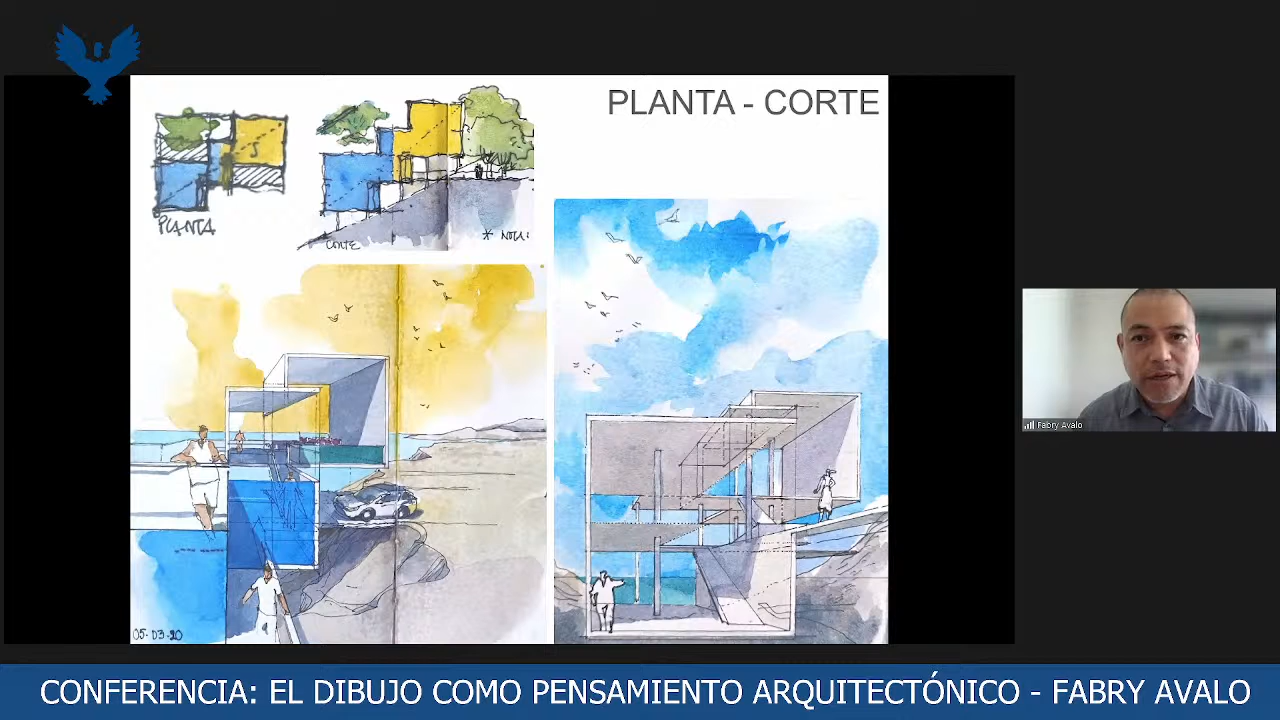 PLANTA - CORTE
PLANTA
CORTE
* NOTA:
05-03-20
Fabry Avalo
CONFERENCIA: EL DIBUJO COMO PENSAMIENTO ARQUITECTÓNICO - FABRY AVALO